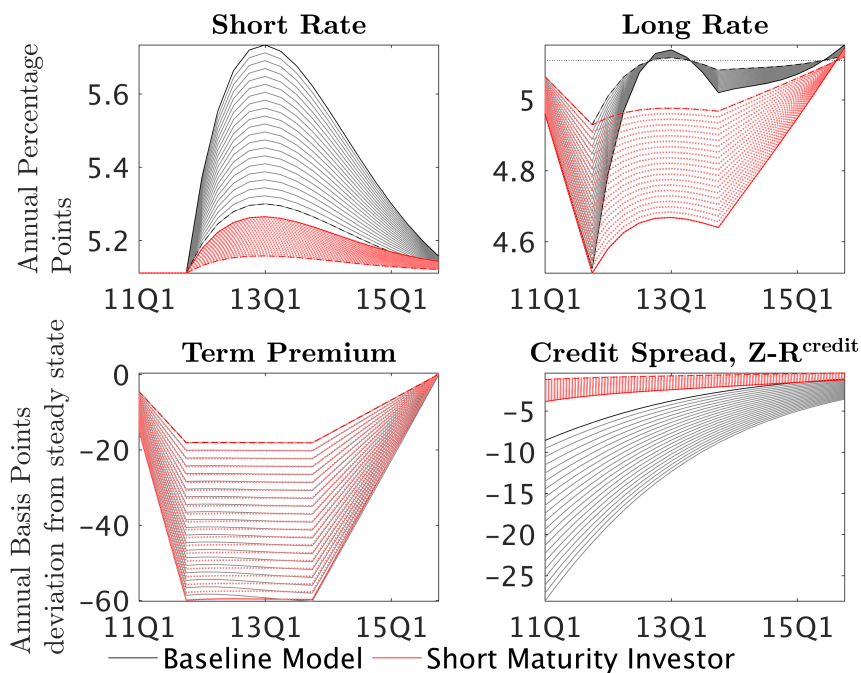 Short Rate
Long Rate
Annual Percentage
Points
5.6
5.4
5.2
11Q1
13Q1
15Q1
5
4.8
4.6
11Q1
13Q1
15Q1
Term Premium
Credit Spread, Z-R^credit
Annual Basis Points
deviation from steady state
0
-20
-40
-60
11Q1
13Q1
15Q1
-5
-10
-15
-20
-25
11Q1
13Q1
15Q1
Baseline Model
Short Maturity Investor